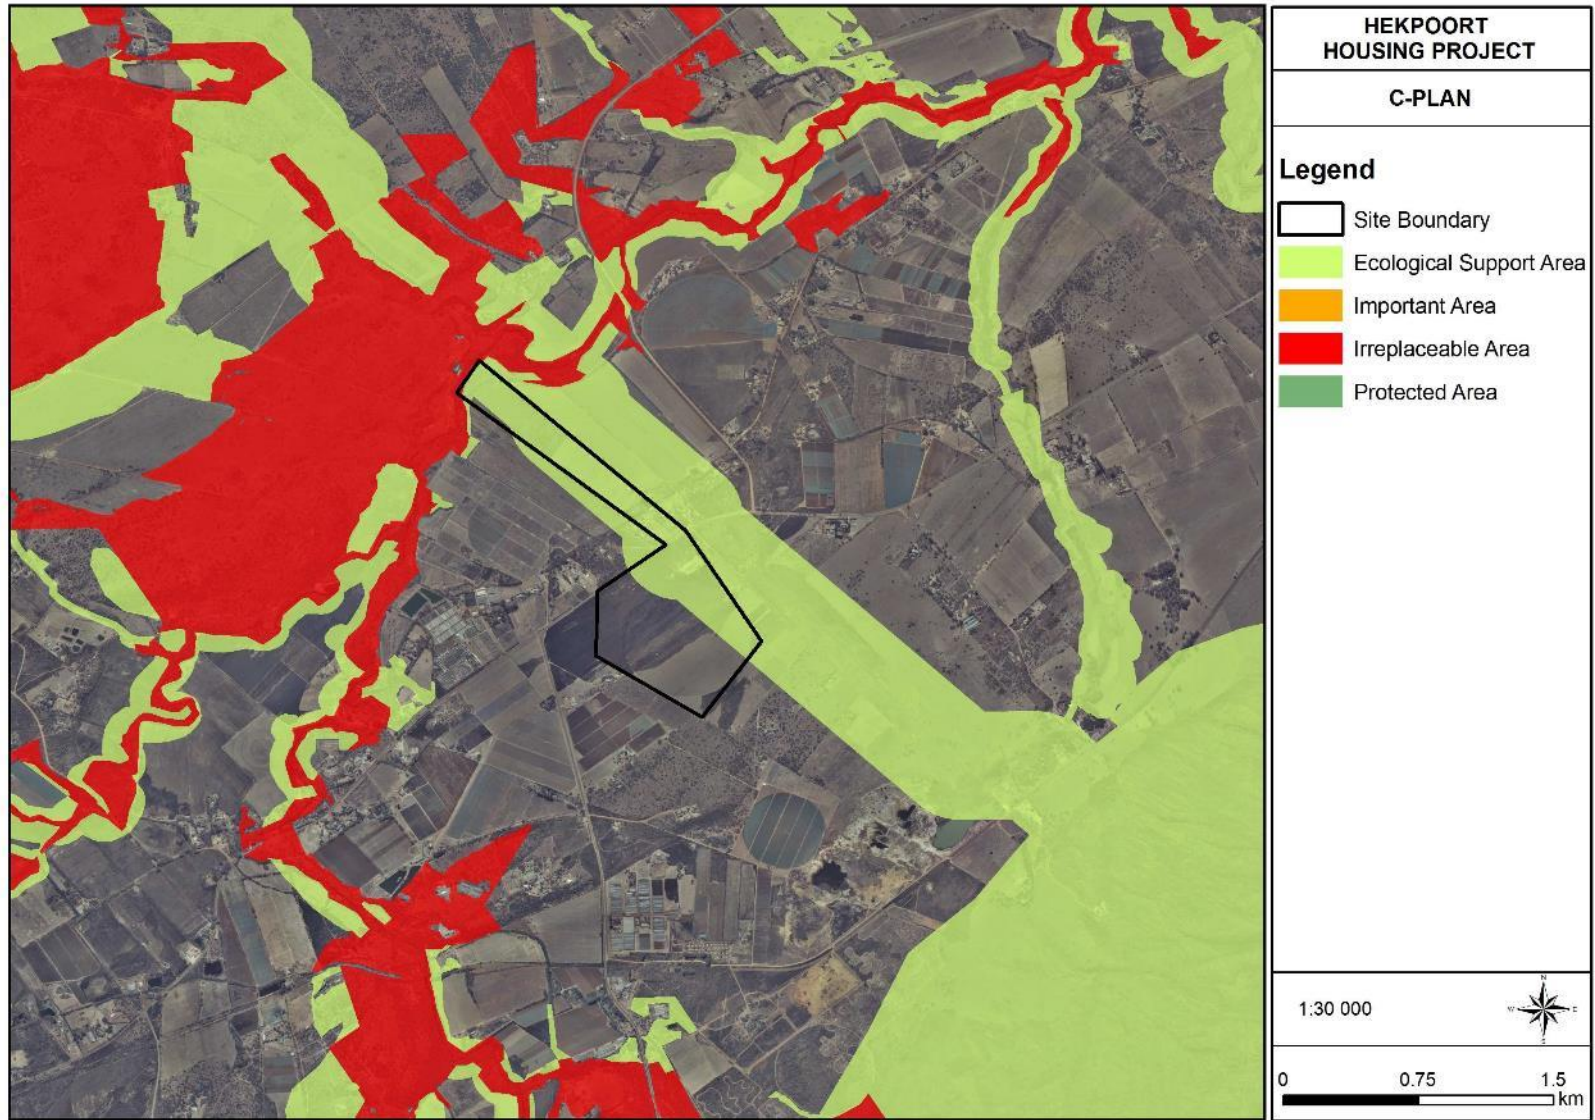 HEKPOORT
HOUSING PROJECT
C-PLAN
Legend
Site Boundary
Ecological Support Area
Important Area
Irreplaceable Area
Protected Area
1:30 000
N
W E
S
0 0.75 1.5
km